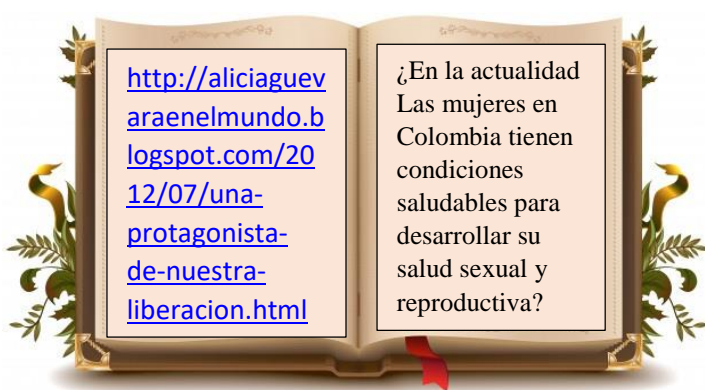 http://aliciaguev
araenelmundo.b
logspot.com/20
12/07/una-
protagonista-
de-nuestra-
liberacion.html
¿En la actualidad
Las mujeres en
Colombia tienen
condiciones
saludables para
desarrollar su
salud sexual y
reproductiva?